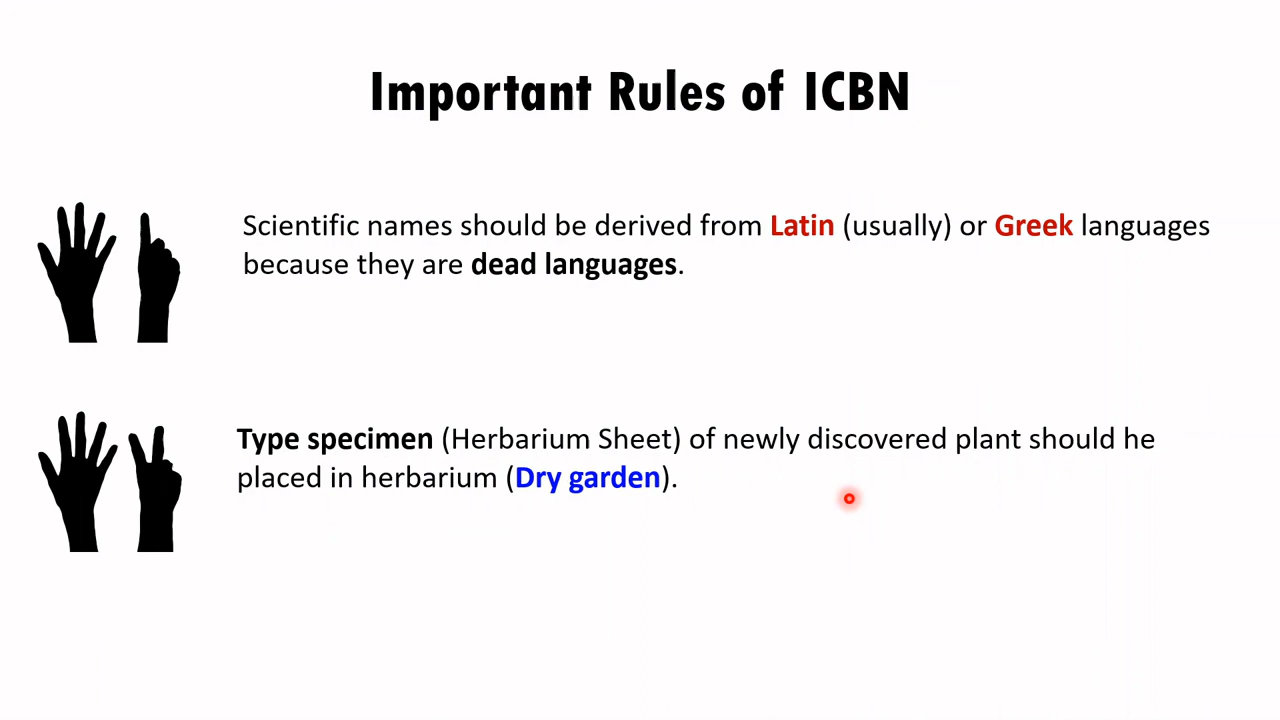 Important Rules of ICBN
Scientific names should be derived from Latin (usually) or Greek languages
because they are dead languages.
Type specimen (Herbarium Sheet) of newly discovered plant should he
placed in herbarium (Dry garden).